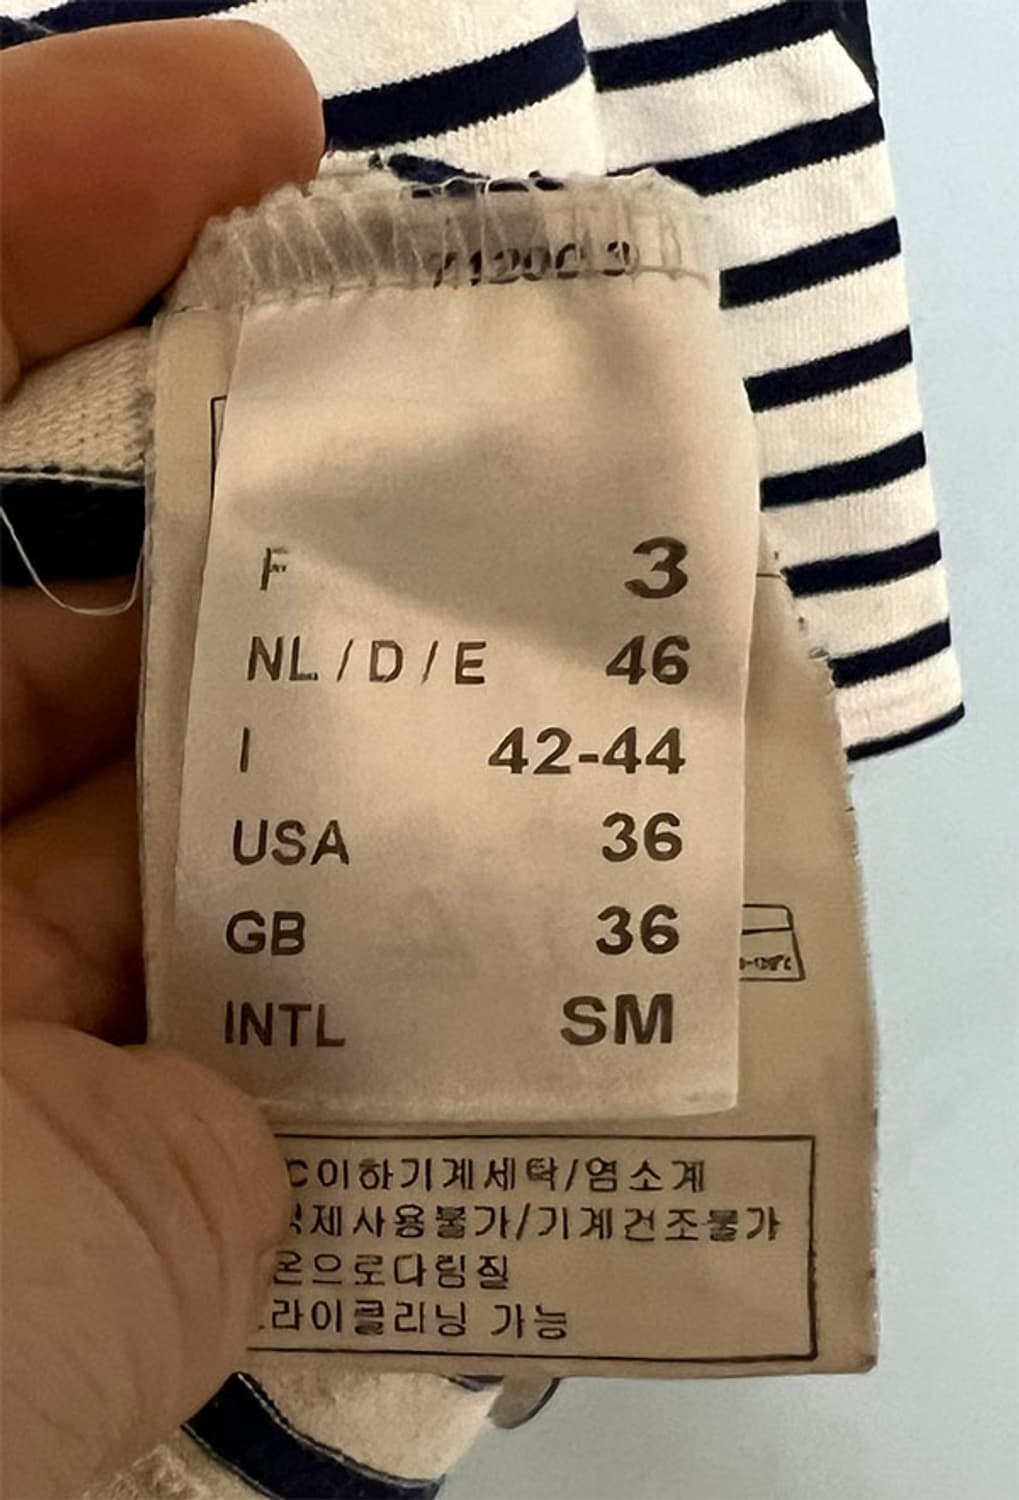 F 3
NL / D / E 46
I 42-44
USA 36
GB 36
INTL SM
C이하기계세탁/염소계
제사용불가/기계건조불가
온으로다림질
라이클리닝 가능